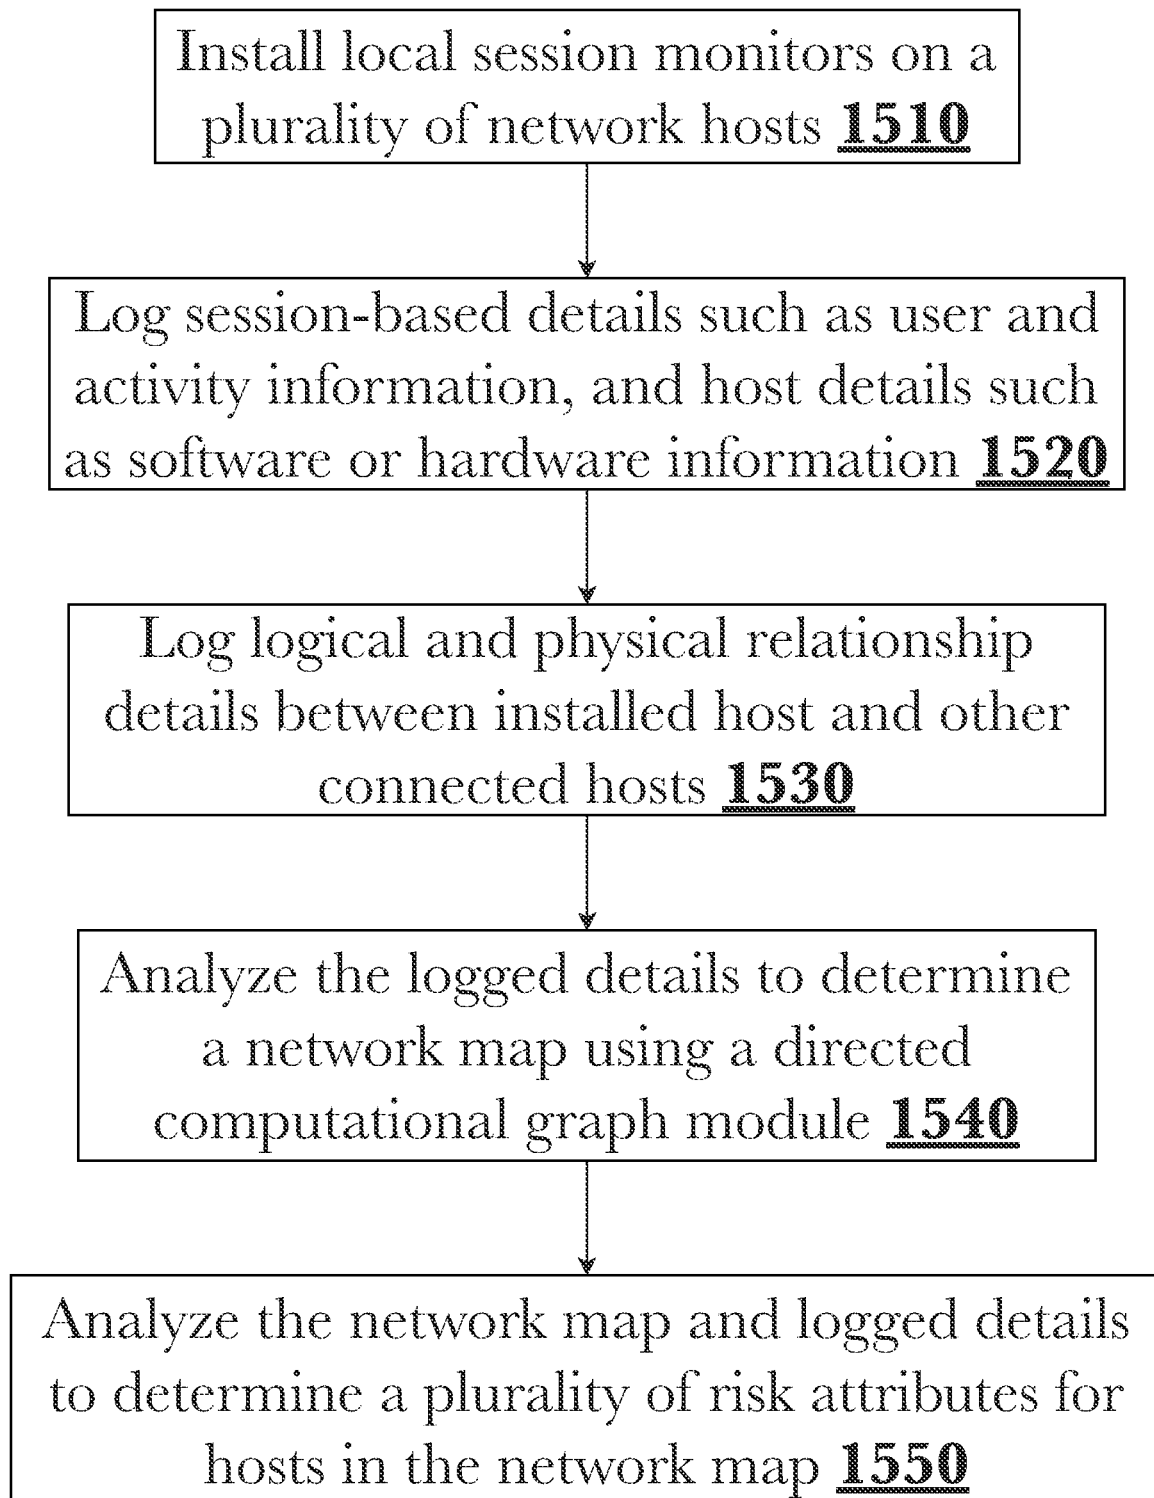 Install local session monitors on a
plurality of network hosts 1510
Log session-based details such as user and
activity information, and host details such
as software or hardware information 1520
Log logical and physical relationship
details between installed host and other
connected hosts 1530
Analyze the logged details to determine
a network map using a directed
computational graph module 1540
Analyze the network map and logged details
to determine a plurality of risk attributes for
hosts in the network map 1550